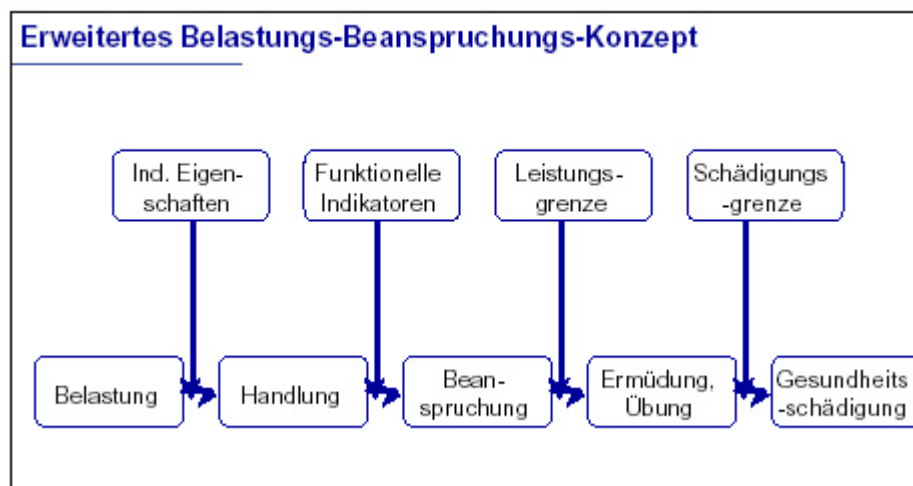 Erweitertes Belastungs-Beanspruchungs-Konzept
Ind. Eigen-
schaften
Funktionelle
Indikatoren
Leistungs-
grenze
Schädigungs
-grenze
Belastung
Handlung
Bean-
spruchung
Ermüdung,
Übung
Gesundheits
-schädigung